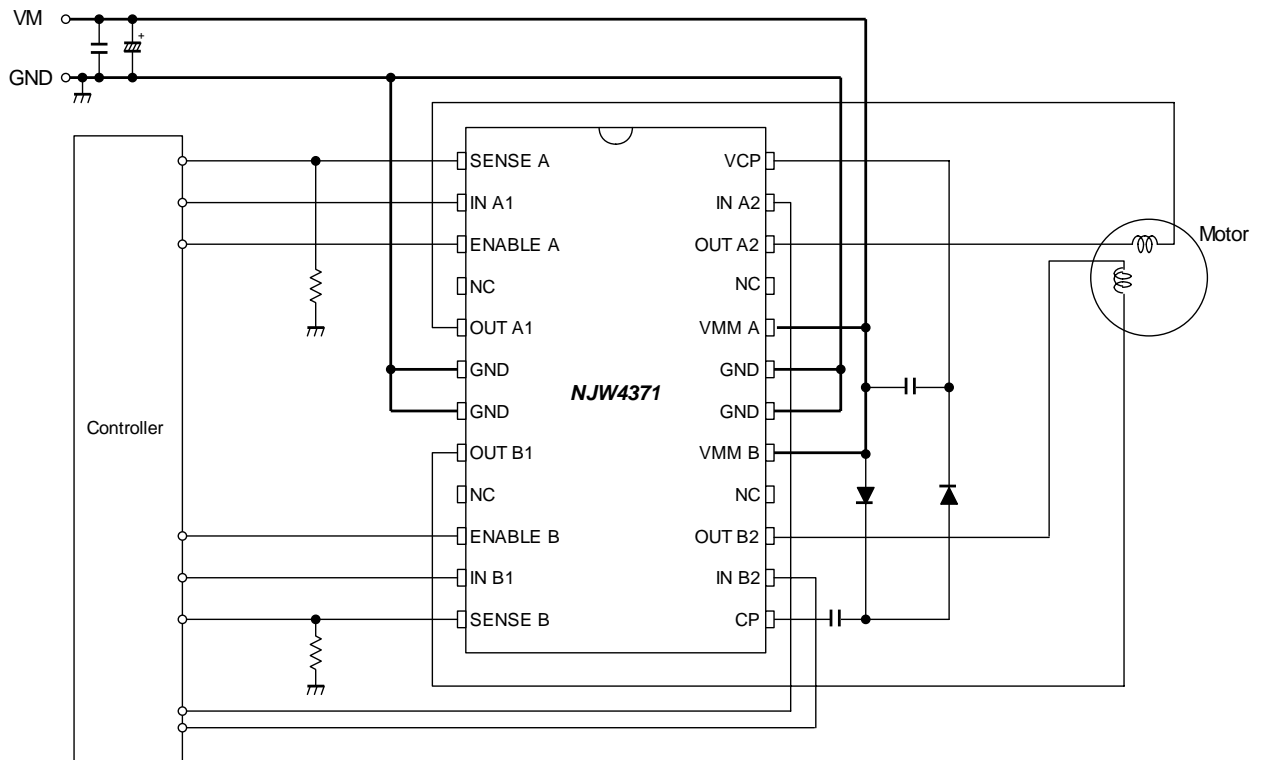 VM
+
GND
SENSE A
VCP
IN A1
IN A2
ENABLE A
OUT A2
Motor
NC
NC
OUT A1
VMM A
GND
GND
NJW4371
GND
GND
Controller
OUT B1
VMM B
NC
NC
ENABLE B
OUT B2
IN B1
IN B2
SENSE B
CP